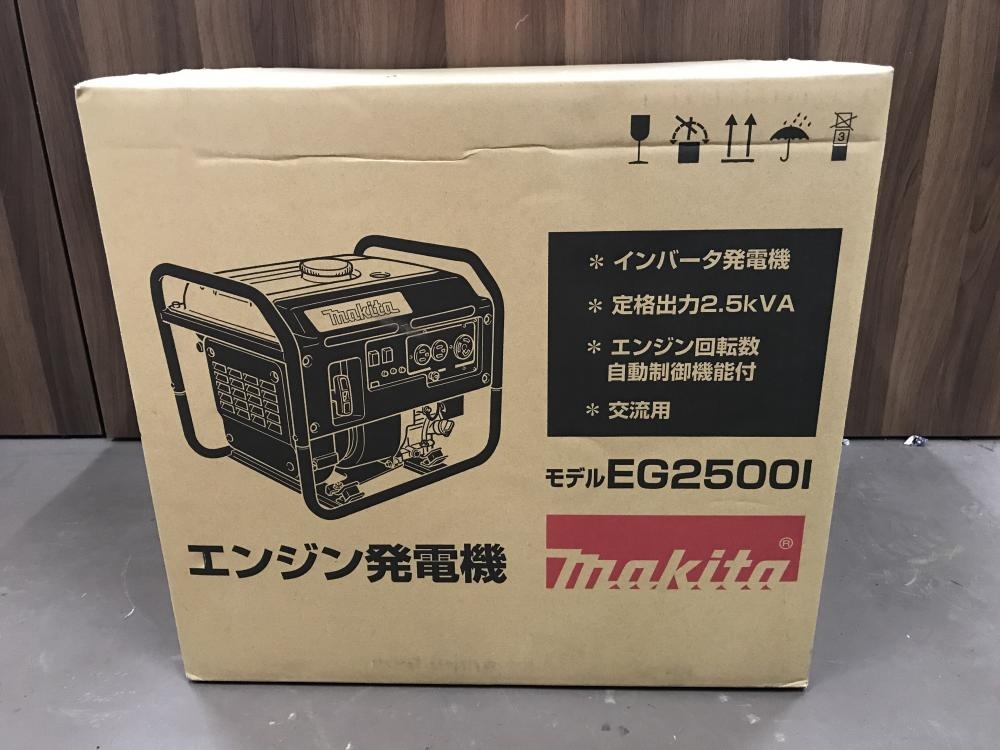 3
* インバータ発電機
* 定格出力2.5kVA
* エンジン回転数
自動制御機能付
* 交流用
makita
モデルEG2500I
エンジン発電機
makita®